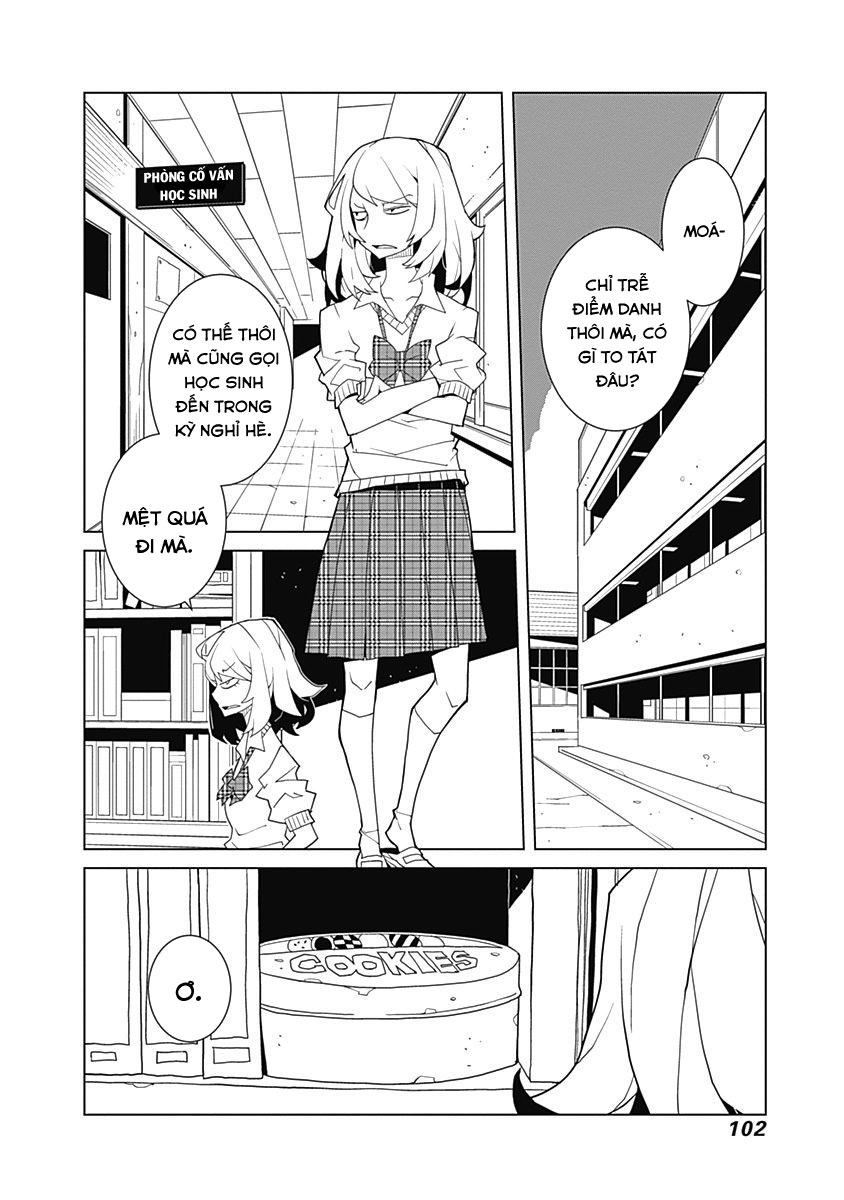 MOÁ-
CHỈ TRỄ
ĐIỂM DANH
THÔI MÀ, CÓ
GÌ TO TÁT
ĐÂU?
PHÒNG CỐ VẤN
HỌC SINH
CÓ THẾ THÔI
MÀ CŨNG GỌI
HỌC SINH
ĐẾN TRONG
KỲ NGHỈ HÈ.
MỆT QUÁ
ĐI MÀ.
COOKIES
Ơ.
102